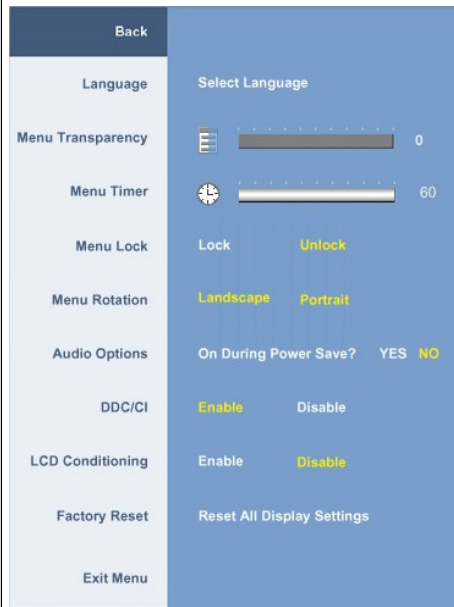 Back
Language Select Language
Menu Transparency 0
Menu Timer 60
Menu Lock Lock Unlock
Menu Rotation Landscape Portrait
Audio Options On During Power Save? YES NO
DDC/CI Enable Disable
LCD Conditioning Enable Disable
Factory Reset Reset All Display Settings
Exit Menu